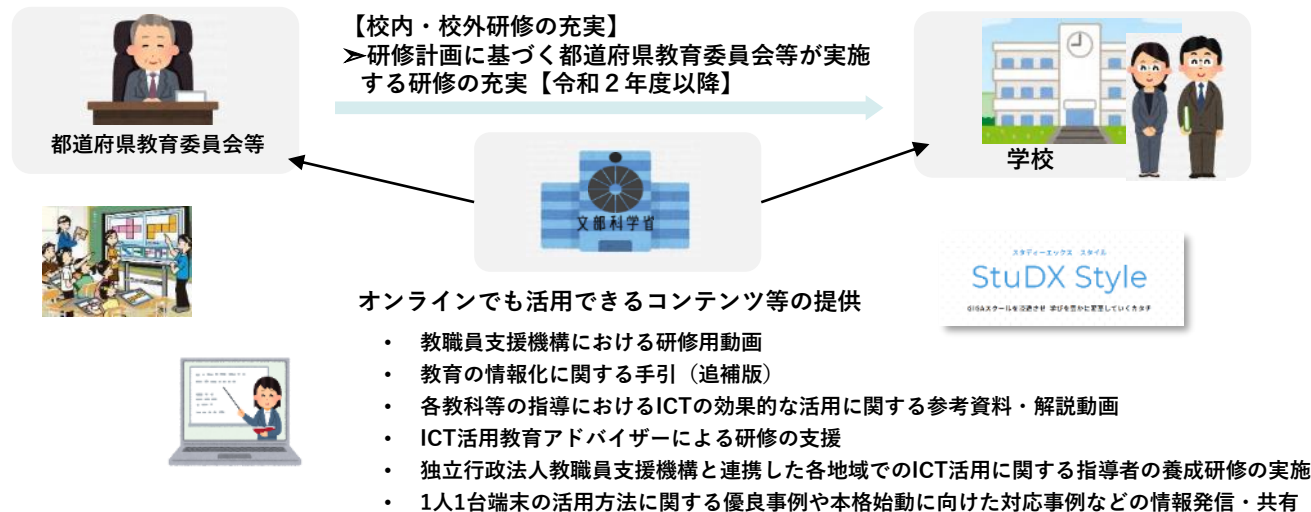 【校内・校外研修の充実】
➢研修計画に基づく都道府県教育委員会等が実施
する研修の充実【令和２年度以降】
都道府県教育委員会等
学校
文部科学省
スタディーエックス スタイル
StuDX Style
GIGAスクールを浸透させ 学びを豊かに変革していくカタチ
オンラインでも活用できるコンテンツ等の提供
・ 教職員支援機構における研修用動画
・ 教育の情報化に関する手引（追補版）
・ 各教科等の指導におけるICTの効果的な活用に関する参考資料・解説動画
・ ICT活用教育アドバイザーによる研修の支援
・ 独立行政法人教職員支援機構と連携した各地域でのICT活用に関する指導者の養成研修の実施
・ 1人1台端末の活用方法に関する優良事例や本格始動に向けた対応事例などの情報発信・共有